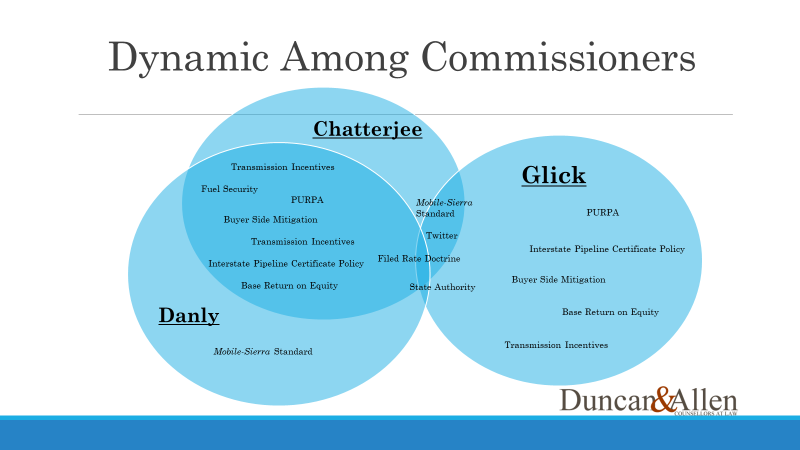 Dynamic Among Commissioners
Chatterjee
Transmission Incentives
Fuel Security
PURPA
Buyer Side Mitigation
Transmission Incentives
Interstate Pipeline Certificate Policy
Base Return on Equity
Danly
Mobile-Sierra Standard
Mobile-Sierra
Standard
Twitter
Filed Rate Doctrine
State Authority
Glick
PURPA
Interstate Pipeline Certificate Policy
Buyer Side Mitigation
Base Return on Equity
Transmission Incentives
Duncan&Allen
COUNSELLORS AT LAW